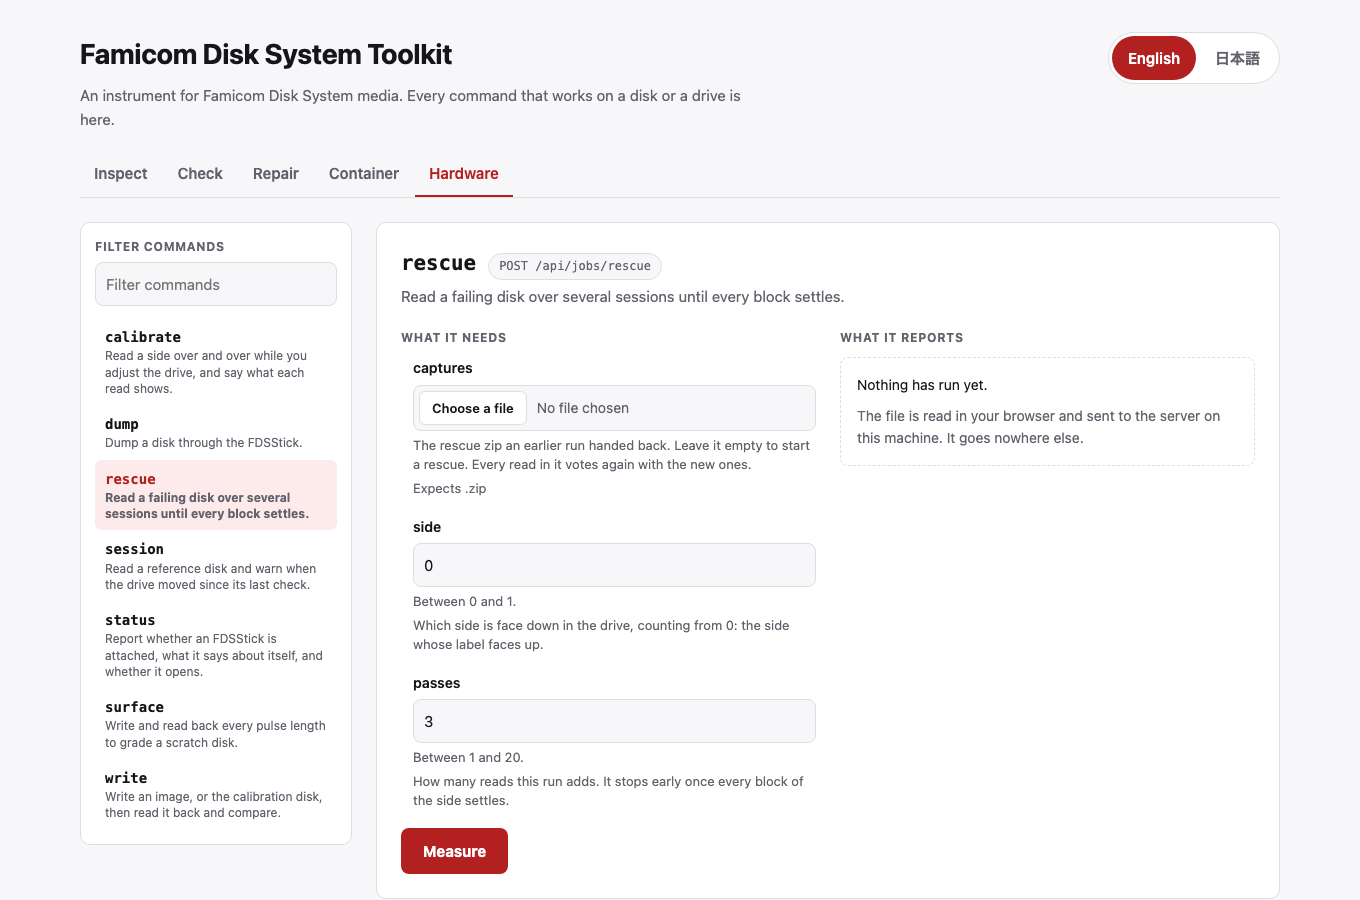 Famicom Disk System Toolkit
An instrument for Famicom Disk System media. Every command that works on a disk or a drive is
here.
English
日本語
Inspect
Check
Repair
Container
Hardware
FILTER COMMANDS
Filter commands
calibrate
Read a side over and over while you
adjust the drive, and say what each
read shows.
dump
Dump a disk through the FDSStick.
rescue
Read a failing disk over several
sessions until every block settles.
session
Read a reference disk and warn when
the drive moved since its last check.
status
Report whether an FDSStick is
attached, what it says about itself, and
whether it opens.
surface
Write and read back every pulse length
to grade a scratch disk.
write
Write an image, or the calibration disk,
then read it back and compare.
rescue
POST /api/jobs/rescue
Read a failing disk over several sessions until every block settles.
WHAT IT NEEDS
captures
Choose a file
No file chosen
The rescue zip an earlier run handed back. Leave it empty to start
a rescue. Every read in it votes again with the new ones.
Expects .zip
side
0
Between 0 and 1.
Which side is face down in the drive, counting from 0: the side
whose label faces up.
passes
3
Between 1 and 20.
How many reads this run adds. It stops early once every block of
the side settles.
Measure
WHAT IT REPORTS
Nothing has run yet.
The file is read in your browser and sent to the server on
this machine. It goes nowhere else.